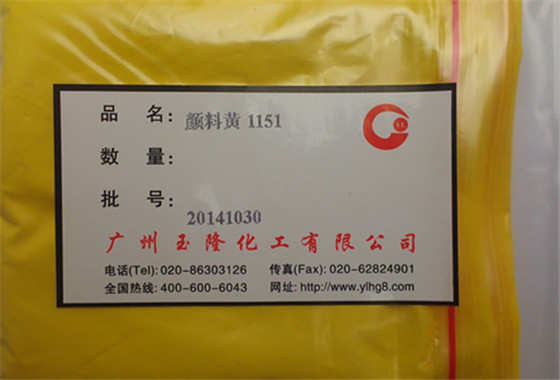 品 名: 颜料黄 1151
数 量:
批 号: 20141030
广州玉隆化工有限公司
电话(Tel): 020-86303126 传真(Fax): 020-62824901
全国热线: 400-600-6043 网址: http://www.ylhg8.com